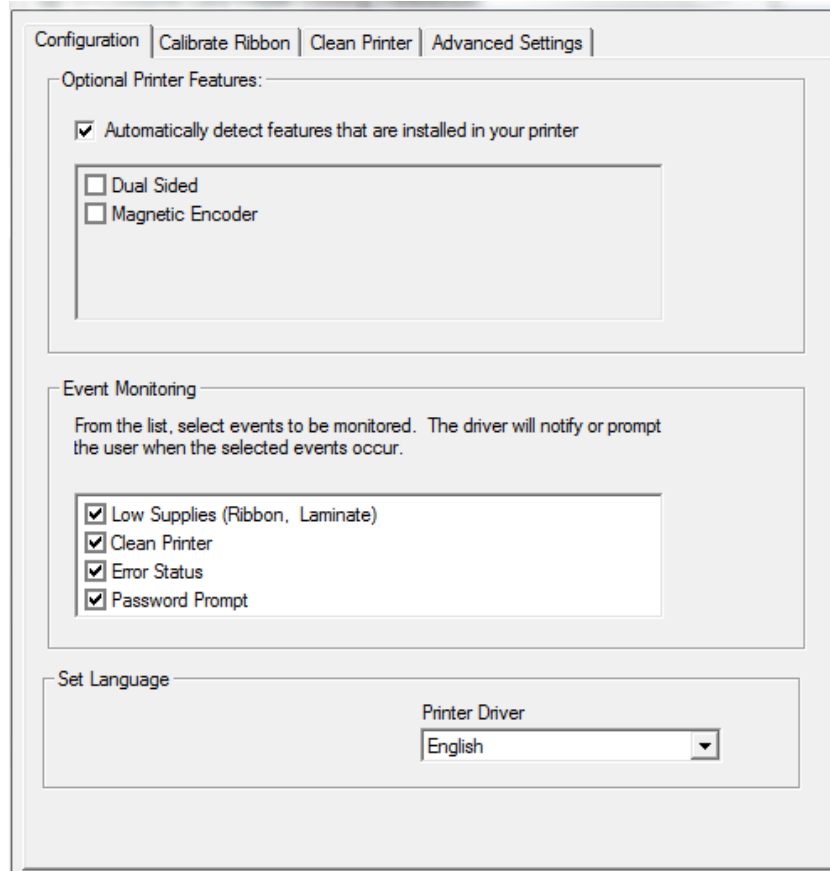 Configuration Calibrate Ribbon Clean Printer Advanced Settings
Optional Printer Features:
Automatically detect features that are installed in your printer
Dual Sided
Magnetic Encoder
Event Monitoring
From the list, select events to be monitored. The driver will notify or prompt
the user when the selected events occur.
Low Supplies (Ribbon, Laminate)
Clean Printer
Error Status
Password Prompt
Set Language
Printer Driver
English